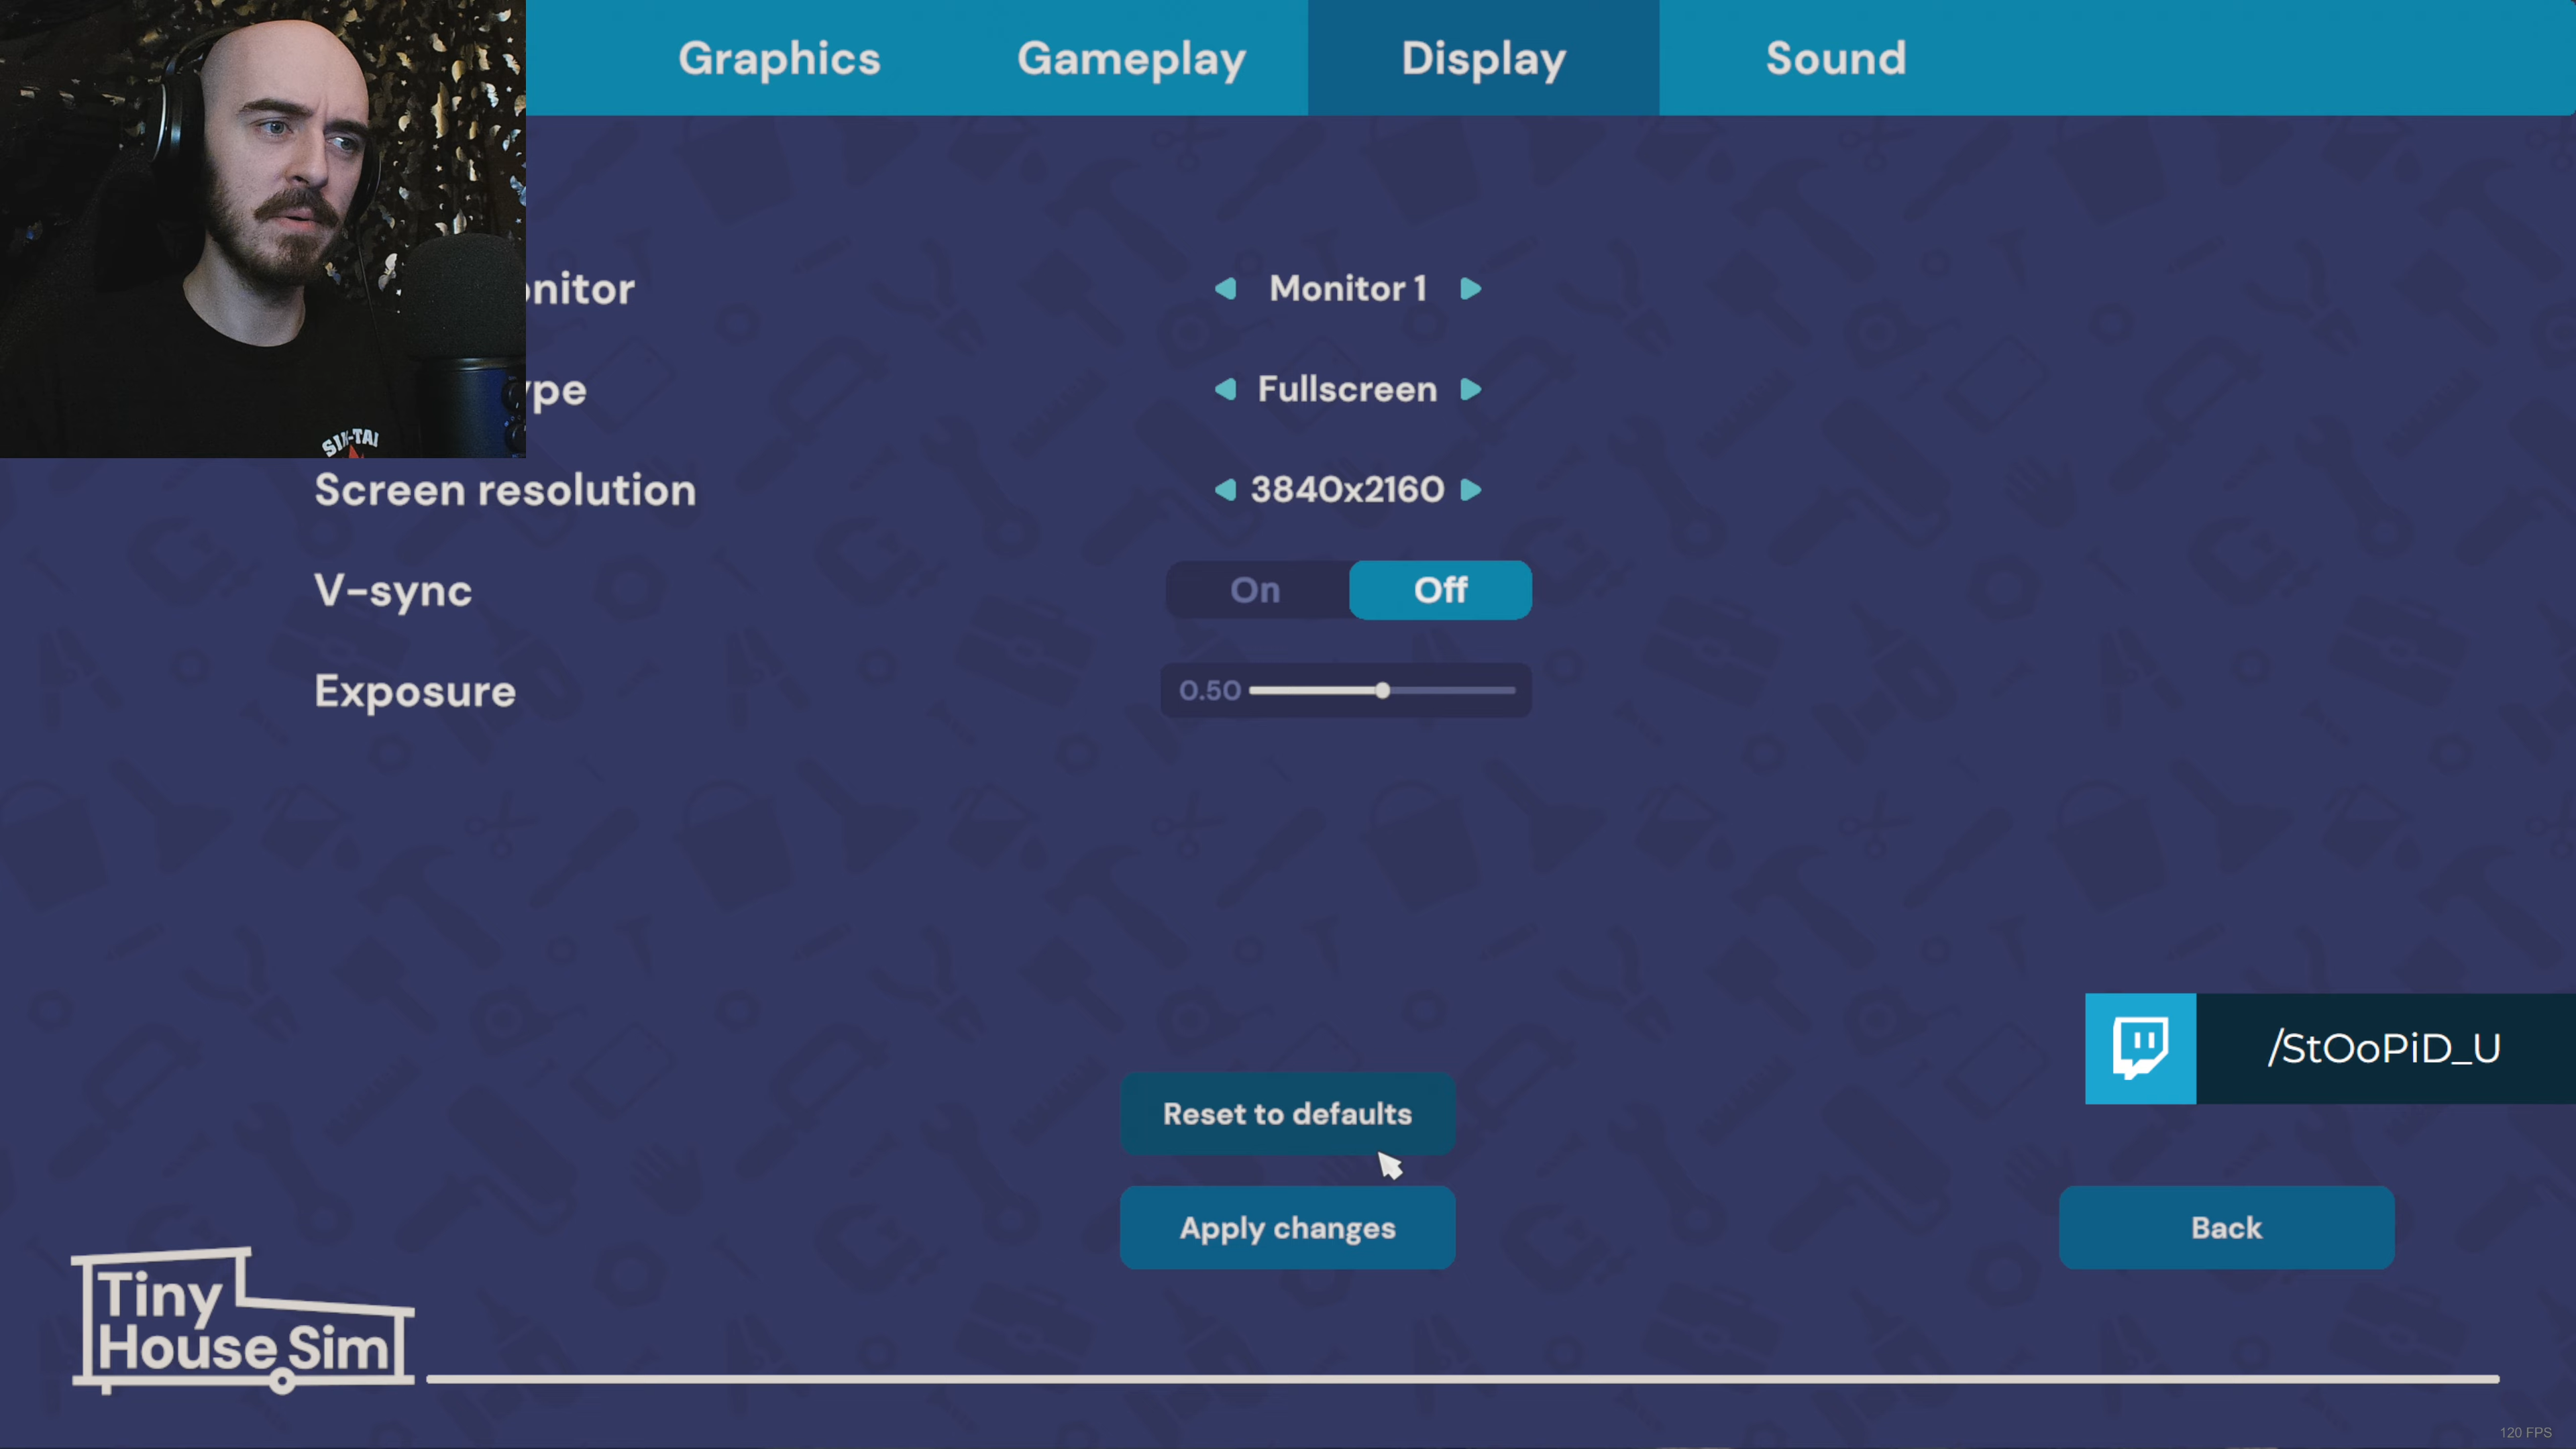 Graphics Gameplay Display Sound
nitor Monitor 1
ype Fullscreen
Screen resolution 3840x2160
V-sync On Off
Exposure 0.50
/StOoPiD_U
Reset to defaults
Apply changes
Back
Tiny
House Sim
120 FPS